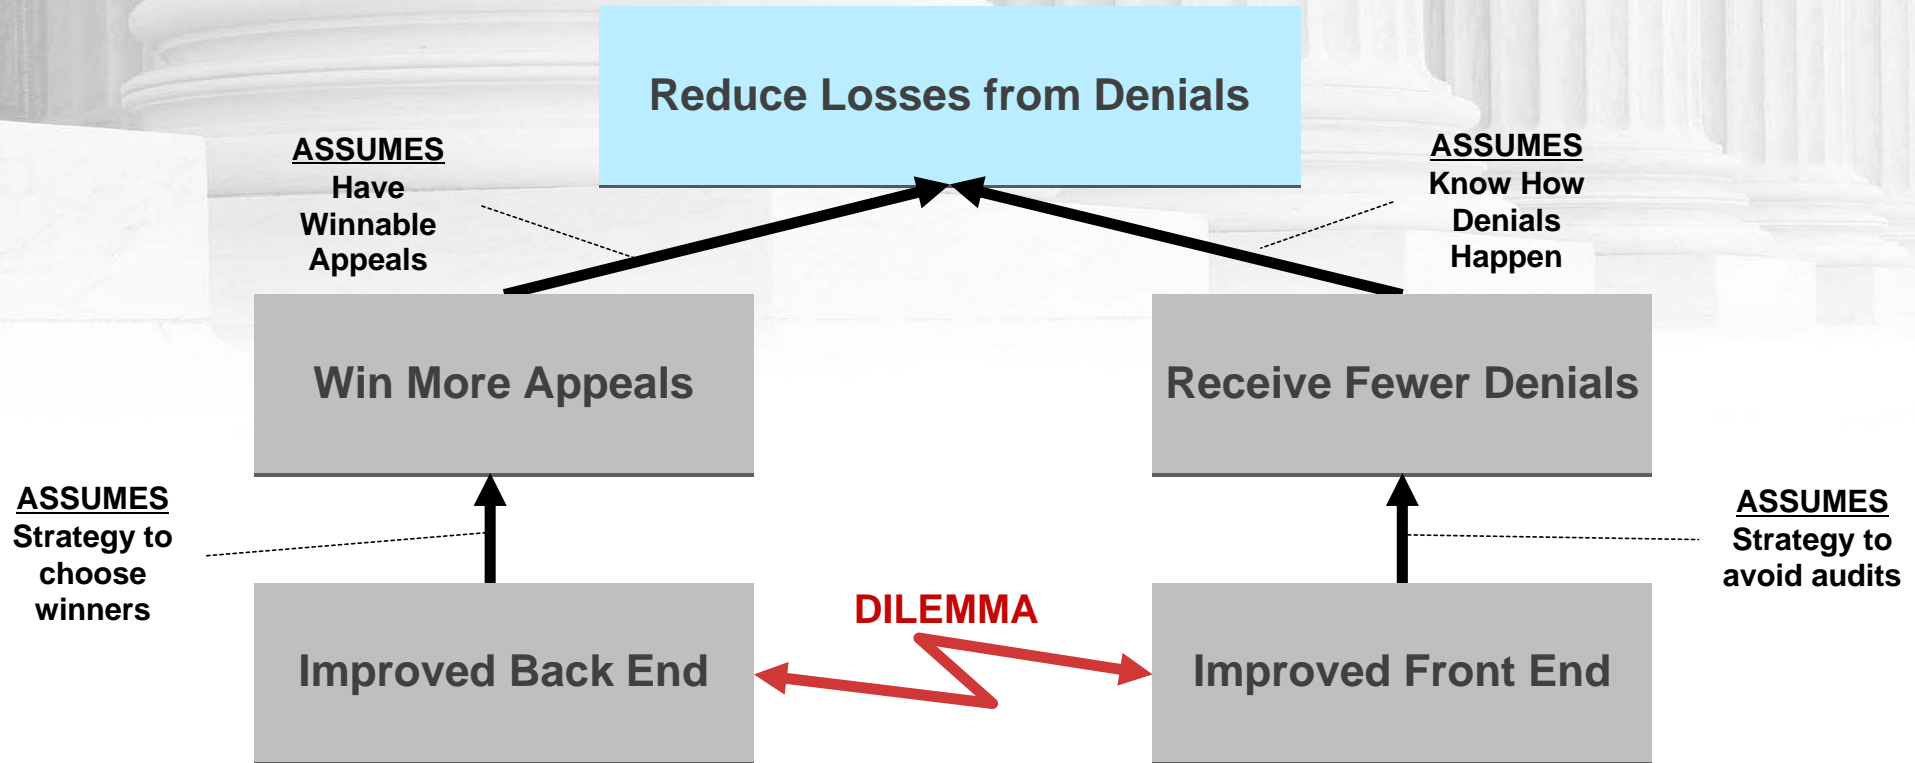 Reduce Losses from Denials
ASSUMES
Have
Winnable
Appeals
ASSUMES
Know How
Denials
Happen
Win More Appeals
Receive Fewer Denials
ASSUMES
Strategy to
choose
winners
ASSUMES
Strategy to
avoid audits
DILEMMA
Improved Back End
Improved Front End